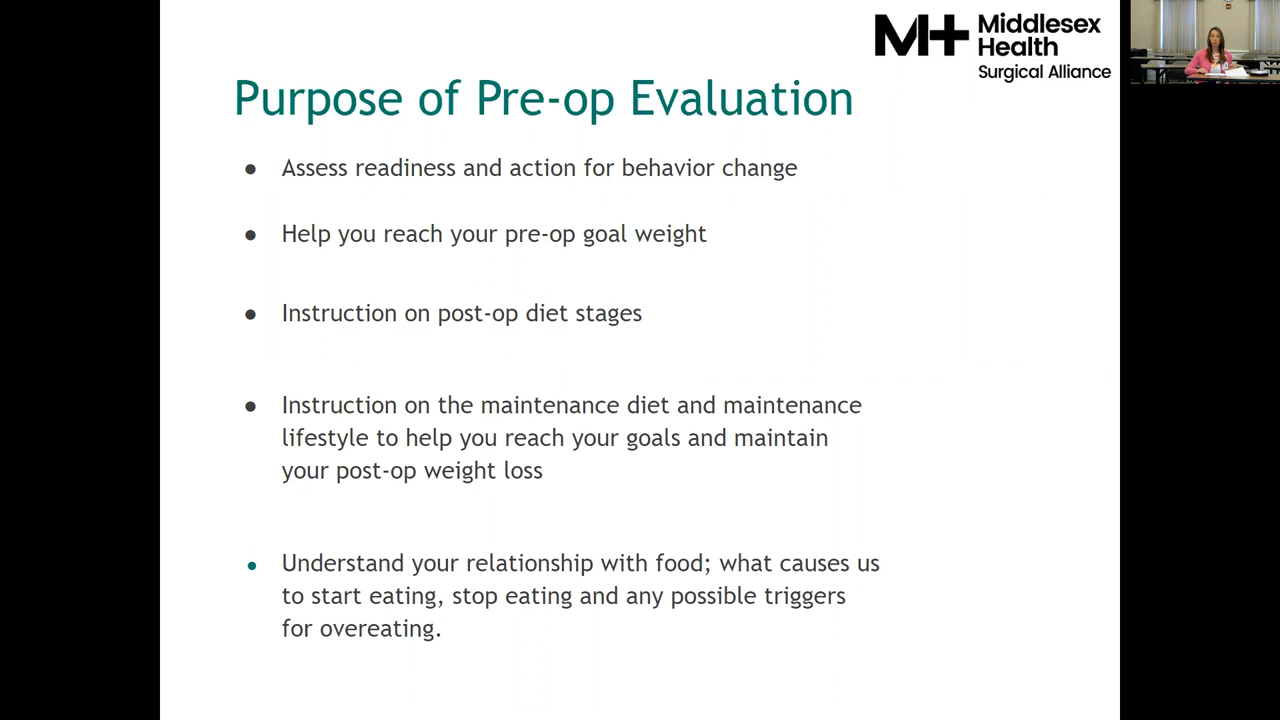 M+ Middlesex
Health
Surgical Alliance
Purpose of Pre-op Evaluation
● Assess readiness and action for behavior change
● Help you reach your pre-op goal weight
● Instruction on post-op diet stages
● Instruction on the maintenance diet and maintenance
lifestyle to help you reach your goals and maintain
your post-op weight loss
● Understand your relationship with food; what causes us
to start eating, stop eating and any possible triggers
for overeating.